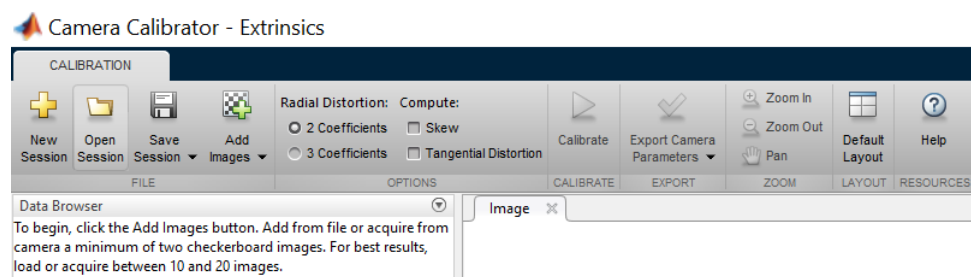 Camera Calibrator - Extrinsics
CALIBRATION
New Session
Open Session
Save Session
Add Images
FILE
Radial Distortion:
2 Coefficients
3 Coefficients
Compute:
Skew
Tangential Distortion
OPTIONS
Calibrate
CALIBRATE
Export Camera
Parameters
EXPORT
Zoom In
Zoom Out
Pan
ZOOM
Default
Layout
LAYOUT
Help
RESOURCES
Data Browser
To begin, click the Add Images button. Add from file or acquire from
camera a minimum of two checkerboard images. For best results,
load or acquire between 10 and 20 images.
Image